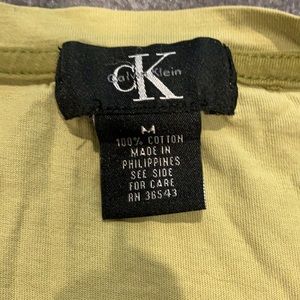 cK
Calvin Klein
M
100% COTTON
MADE IN
PHILIPPINES
SEE SIDE
FOR CARE
RN 36543